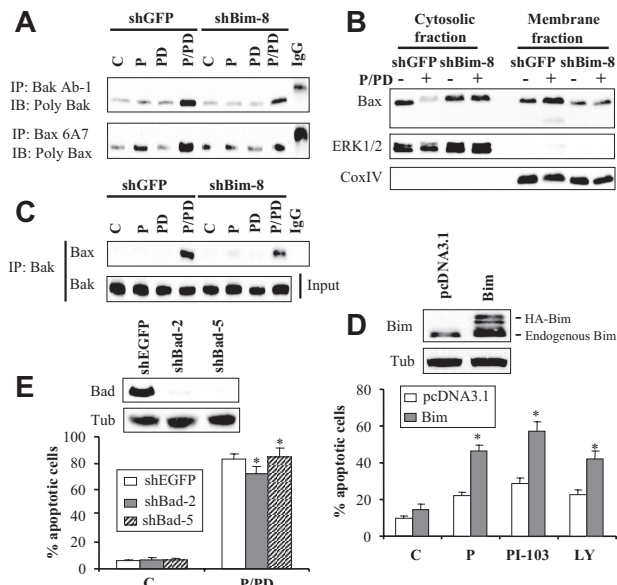 A
shGFP shBim-8
C P PD P/PD C P PD P/PD IgG
IP: Bak Ab-1
IB: Poly Bak
IP: Bax 6A7
IB: Poly Bax
B
Cytosolic fraction Membrane fraction
shGFP shBim-8 shGFP shBim-8
P/PD - + - + - + - +
Bax
ERK1/2
CoxIV
C
shGFP shBim-8
C P PD P/PD C P PD P/PD IgG
IP: Bak
Bax
Bak
Input
D
pcDNA3.1 Bim
Bim
HA-Bim
Endogenous Bim
Tub
% apoptotic cells
80
60
40
20
0
pcDNA3.1
Bim
* * *
C P PI-103 LY
E
shEGFP shBad-2 shBad-5
Bad
Tub
% apoptotic cells
100
80
60
40
20
0
shEGFP
shBad-2
shBad-5
* *
C P/PD